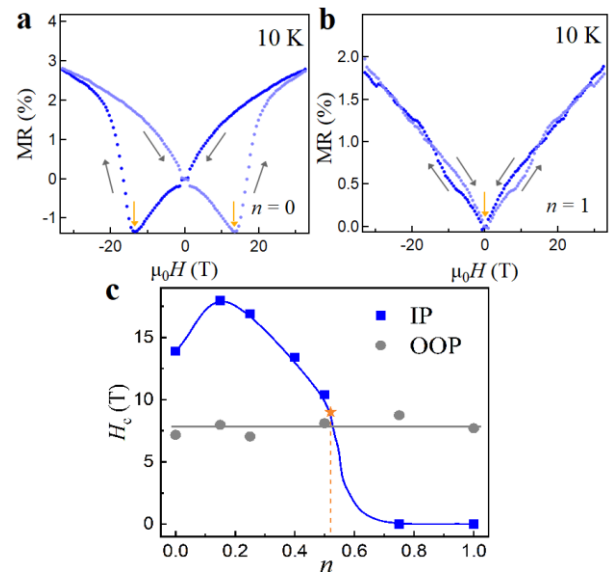 a
10 K
MR (%)
4
3
2
1
0
-1
n = 0
-20 0 20
μ₀H (T)
b
10 K
MR (%)
2.0
1.5
1.0
0.5
0.0
n = 1
-20 0 20
μ₀H (T)
c
IP
OOP
H_c (T)
15
10
5
0
0.0 0.2 0.4 0.6 0.8 1.0
n